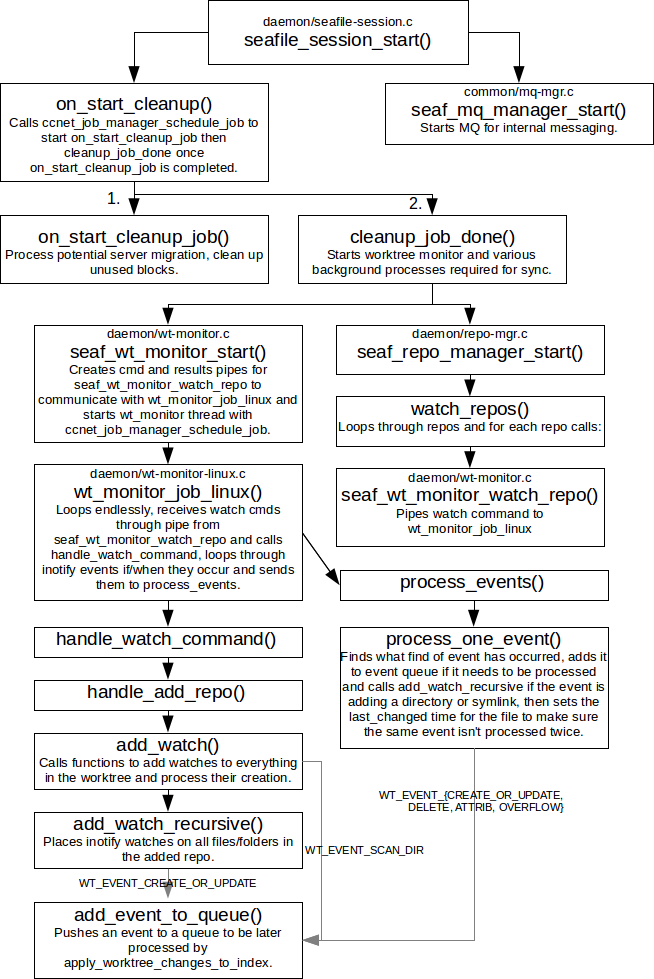 daemon/seafile-session.c
seafile_session_start()
on_start_cleanup()
Calls ccnet_job_manager_schedule_job to
start on_start_cleanup_job then
cleanup_job_done once
on_start_cleanup_job is completed.
common/mq-mgr.c
seaf_mq_manager_start()
Starts MQ for internal messaging.
1.
2.
on_start_cleanup_job()
Process potential server migration, clean up
unused blocks.
cleanup_job_done()
Starts worktree monitor and various
background processes required for sync.
daemon/wt-monitor.c
seaf_wt_monitor_start()
Creates cmd and results pipes for
seaf_wt_monitor_watch_repo to
communicate with wt_monitor_job_linux and
starts wt_monitor thread with
ccnet_job_manager_schedule_job.
daemon/repo-mgr.c
seaf_repo_manager_start()
watch_repos()
Loops through repos and for each repo calls:
daemon/wt-monitor.c
seaf_wt_monitor_watch_repo()
Pipes watch command to
wt_monitor_job_linux
daemon/wt-monitor-linux.c
wt_monitor_job_linux()
Loops endlessly, receives watch cmds
through pipe from
seaf_wt_monitor_watch_repo and calls
handle_watch_command, loops through
inotify events if/when they occur and sends
them to process_events.
process_events()
handle_watch_command()
process_one_event()
Finds what find of event has occurred, adds it
to event queue if it needs to be processed
and calls add_watch_recursive if the event is
adding a directory or symlink, then sets the
last_changed time for the file to make sure
the same event isn't processed twice.
handle_add_repo()
add_watch()
Calls functions to add watches to everything
in the worktree and process their creation.
WT_EVENT_{CREATE_OR_UPDATE,
DELETE, ATTRIB, OVERFLOW}
add_watch_recursive()
Places inotify watches on all files/folders in
the added repo.
WT_EVENT_SCAN_DIR
WT_EVENT_CREATE_OR_UPDATE
add_event_to_queue()
Pushes an event to a queue to be later
processed by
apply_worktree_changes_to_index.